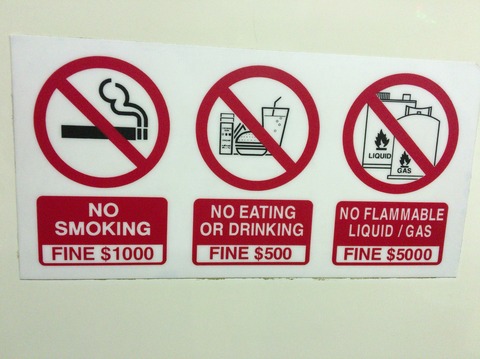 NO
SMOKING
FINE $1000
NO EATING
OR DRINKING
FINE $500
LIQUID
GAS
NO FLAMMABLE
LIQUID / GAS
FINE $5000